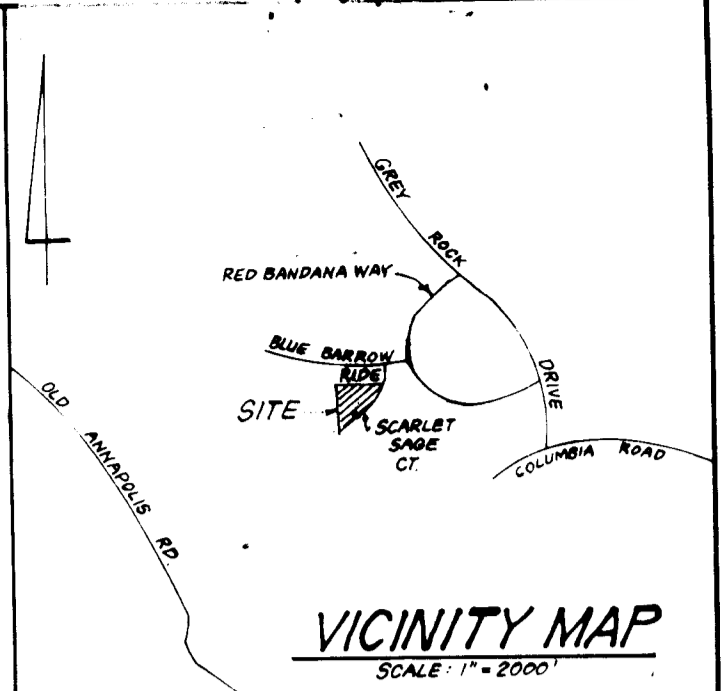 GREY
ROCK
RED BANDANA WAY
BLUE BARROW
RIDE
DRIVE
SITE
SCARLET
SAGE
CT.
COLUMBIA ROAD
OLD
ANNAPOLIS
RD.
VICINITY MAP
SCALE: 1" = 2000'